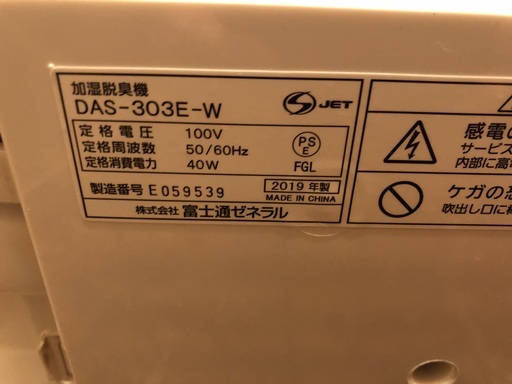 加湿脱臭機
DAS-303E-W
S JET
定格電圧 100V
定格周波数 50/60Hz
定格消費電力 40W
PS
E
FGL
製造番号 E059539
2019 年製
MADE IN CHINA
株式会社 富士通ゼネラル
感電の
サービス
内部に高
ケガの恐
吹出し口に